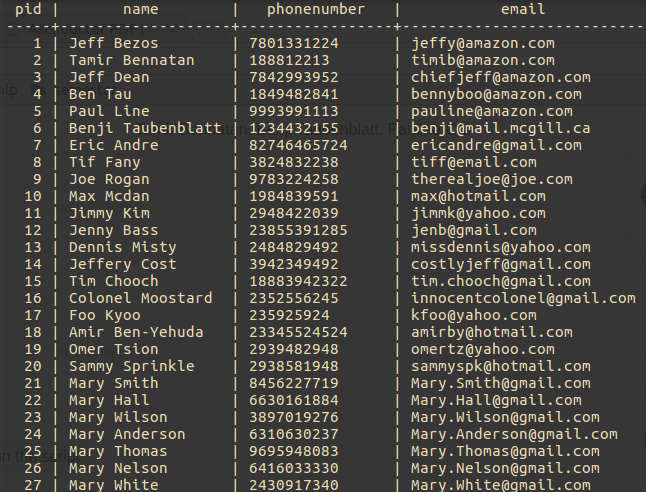 pid | name | phonenumber | email
1 | Jeff Bezos | 7801331224 | jeffy@amazon.com
2 | Tamir Bennatan | 188812213 | timib@amazon.com
3 | Jeff Dean | 7842993952 | chiefjeff@amazon.com
4 | Ben Tau | 1849482841 | bennyboo@amazon.com
5 | Paul Line | 9993991113 | pauline@amazon.com
6 | Benji Taubenblatt | 1234432155 | benji@mail.mcgill.ca
7 | Eric Andre | 82746465724 | ericandre@gmail.com
8 | Tif Fany | 3824832238 | tiff@email.com
9 | Joe Rogan | 9783224258 | therealjoe@joe.com
10 | Max Mcdan | 1984839591 | max@hotmail.com
11 | Jimmy Kim | 2948422039 | jimmk@yahoo.com
12 | Jenny Bass | 23855391285 | jenb@gmail.com
13 | Dennis Misty | 2484829492 | missdennis@yahoo.com
14 | Jeffery Cost | 3942349492 | costlyjeff@gmail.com
15 | Tim Chooch | 18883942322 | tim.chooch@gmail.com
16 | Colonel Moostard | 2352556245 | innocentcolonel@gmail.com
17 | Foo Kyoo | 235925924 | kfoo@yahoo.com
18 | Amir Ben-Yehuda | 23345524524 | amirby@hotmail.com
19 | Omer Tsion | 2939482948 | omertz@yahoo.com
20 | Sammy Sprinkle | 2938581948 | sammyspk@hotmail.com
21 | Mary Smith | 8456227719 | Mary.Smith@gmail.com
22 | Mary Hall | 6630161884 | Mary.Hall@gmail.com
23 | Mary Wilson | 3897019276 | Mary.Wilson@gmail.com
24 | Mary Anderson | 6310630237 | Mary.Anderson@gmail.com
25 | Mary Thomas | 9695948083 | Mary.Thomas@gmail.com
26 | Mary Nelson | 6416033330 | Mary.Nelson@gmail.com
27 | Mary White | 2430917340 | Mary.White@gmail.com